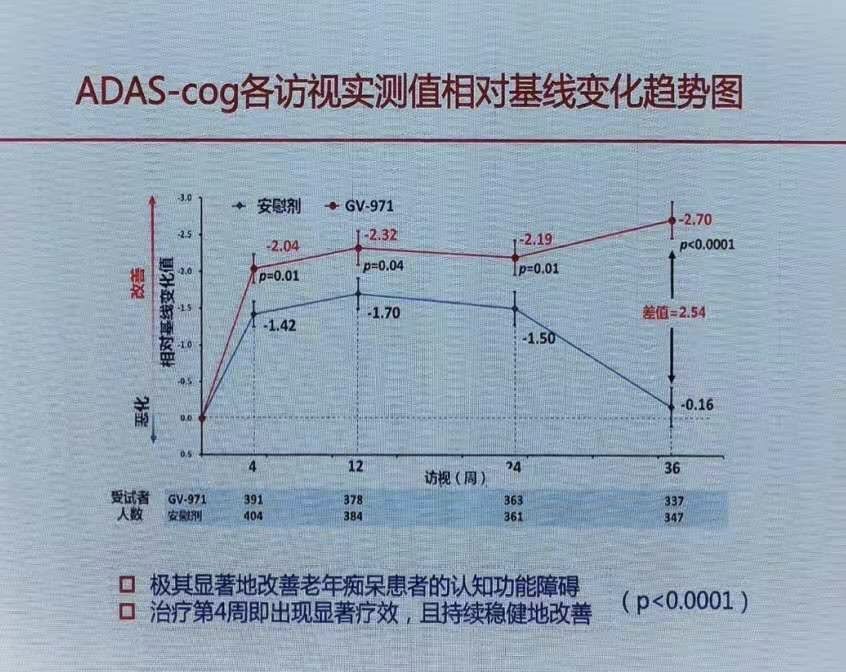 ADAS-cog各访视实测值相对基线变化趋势图
安慰剂 GV-971
改善
恶化
相对基线变化值
-3.0
-2.5
-2.0
-1.5
-1.0
-0.5
0.0
0.5
-2.04
p=0.01
-2.32
p=0.04
-2.19
p=0.01
-2.70
p<0.0001
-1.42
-1.70
-1.50
差值=2.54
-0.16
4 12 24 36
访视（周）
受试者
人数
GV-971 391 378 363 337
安慰剂 404 384 361 347
极其显著地改善老年痴呆患者的认知功能障碍
治疗第4周即出现显著疗效，且持续稳健地改善
（p<0.0001）